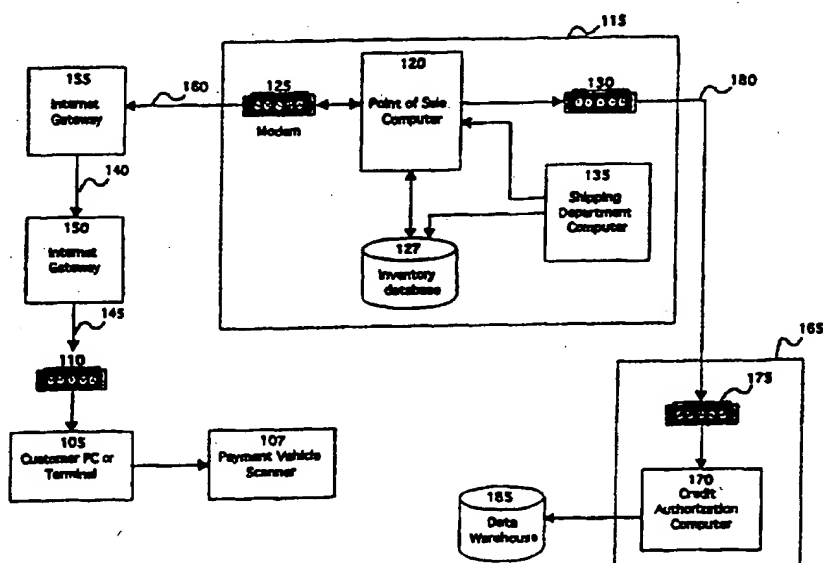 115
155
Internet
Gateway
160
125
Modem
120
Point of Sale
Computer
130
180
140
150
Internet
Gateway
135
Shipping
Department
Computer
127
Inventory
database
145
110
165
175
105
Customer PC or
Terminal
107
Payment Vehicle
Scanner
185
Data
Warehouse
170
Credit
Authorization
Computer